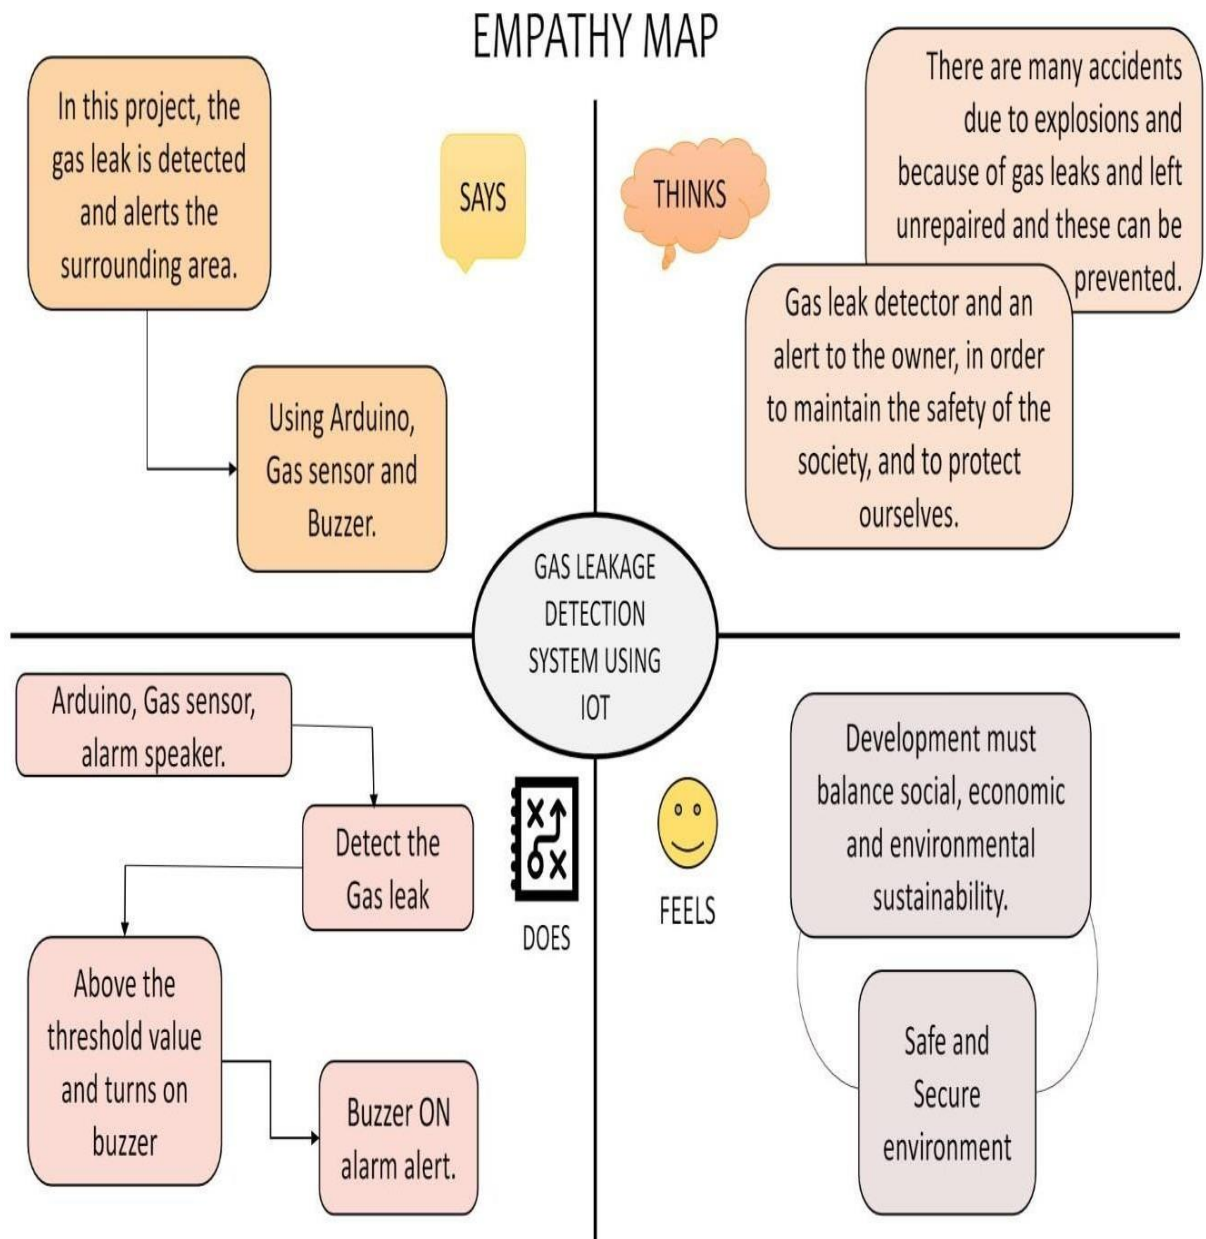 EMPATHY MAP
In this project, the
gas leak is detected
and alerts the
surrounding area.
Using Arduino,
Gas sensor and
Buzzer.
SAYS
THINKS
There are many accidents
due to explosions and
because of gas leaks and left
unrepaired and these can be
prevented.
Gas leak detector and an
alert to the owner, in order
to maintain the safety of the
society, and to protect
ourselves.
GAS LEAKAGE
DETECTION
SYSTEM USING
IOT
Arduino, Gas sensor,
alarm speaker.
Detect the
Gas leak
Above the
threshold value
and turns on
buzzer
Buzzer ON
alarm alert.
DOES
FEELS
Development must
balance social, economic
and environmental
sustainability.
Safe and
Secure
environment